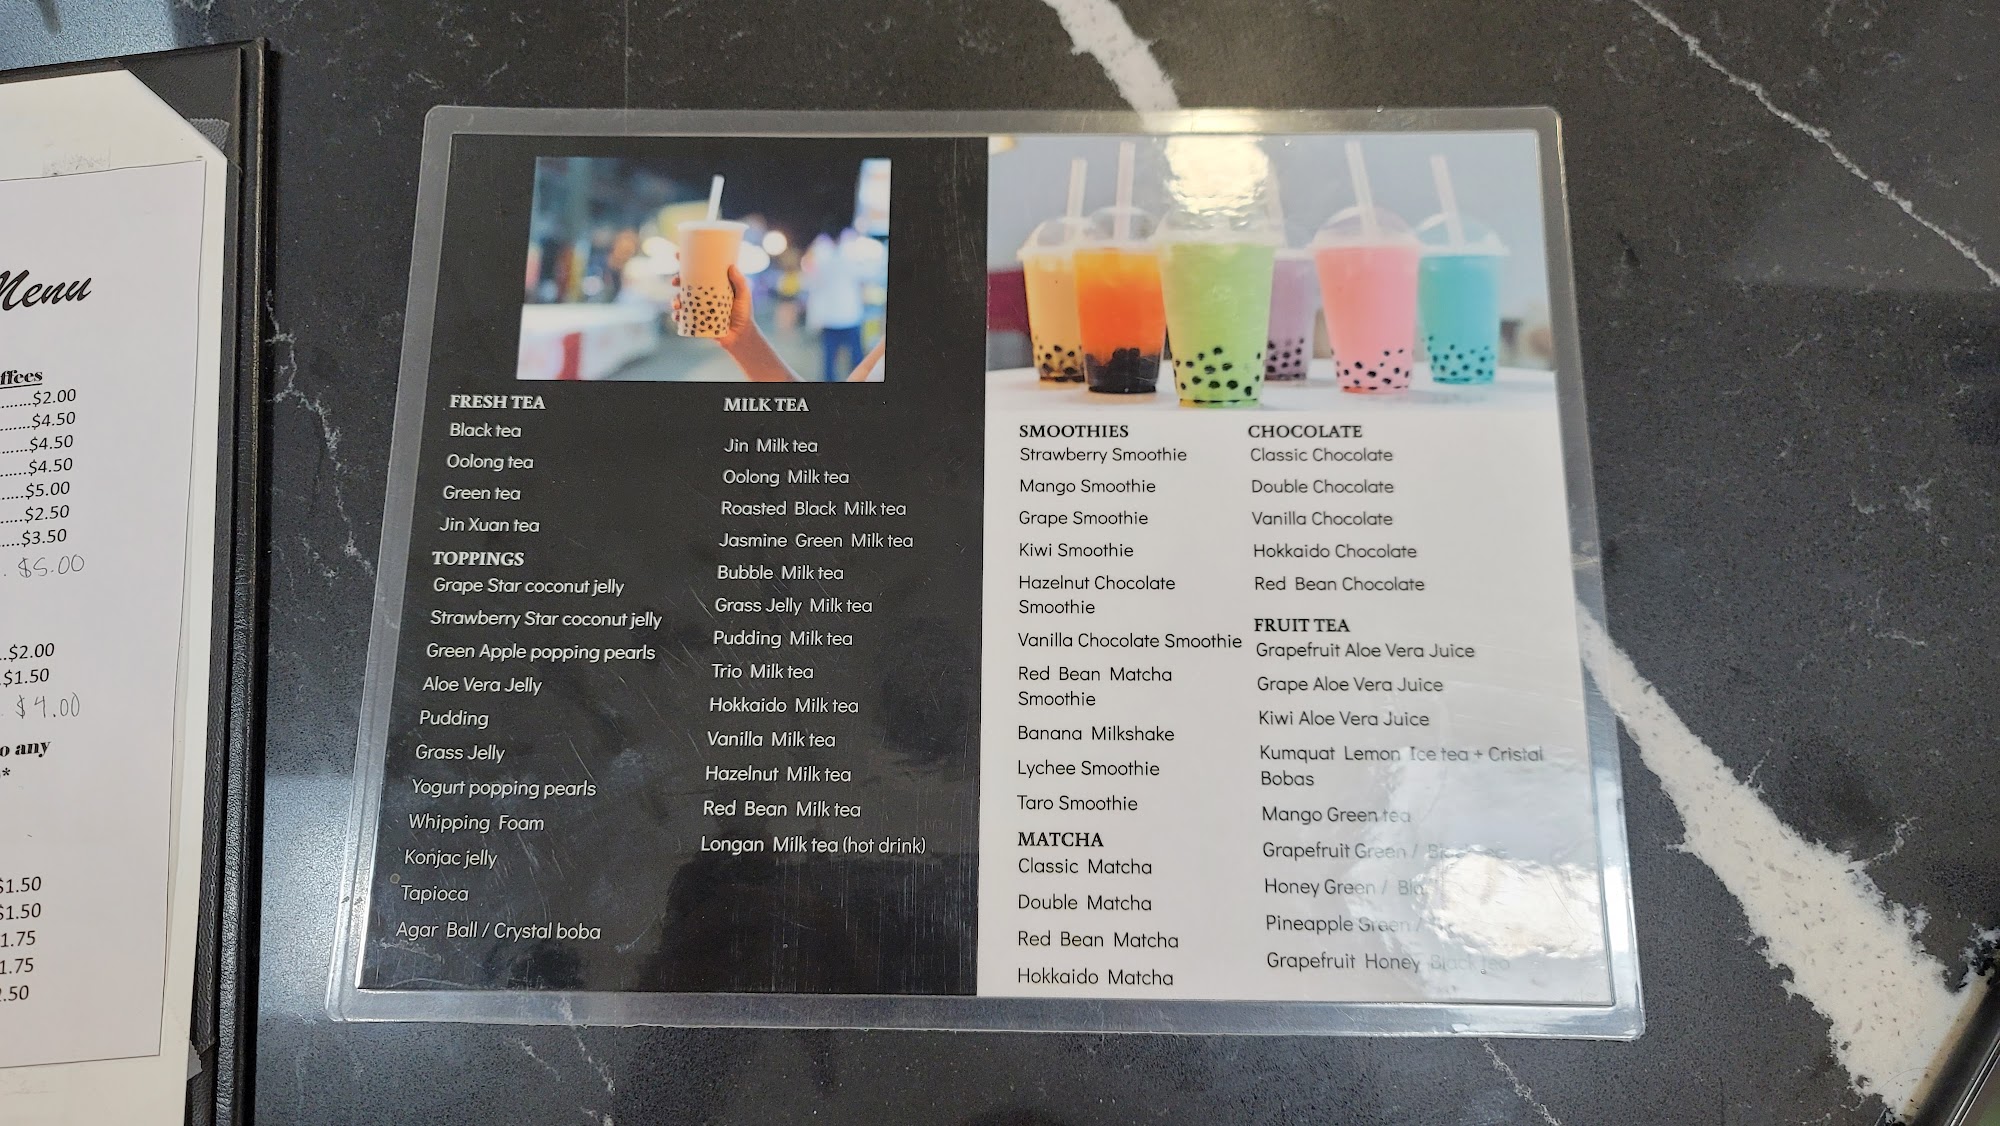 Menu
ffees
........$2.00
.......$4.50
......$4.50
......$4.50
.....$5.00
.....$2.50
....$3.50
. $5.00
..$2.00
.$1.50
. $4.00
o any
*
$1.50
$1.50
1.75
1.75
2.50
FRESH TEA
Black tea
Oolong tea
Green tea
Jin Xuan tea
TOPPINGS
Grape Star coconut jelly
Strawberry Star coconut jelly
Green Apple popping pearls
Aloe Vera Jelly
Pudding
Grass Jelly
Yogurt popping pearls
Whipping Foam
Konjac jelly
Tapioca
Agar Ball / Crystal boba
MILK TEA
Jin Milk tea
Oolong Milk tea
Roasted Black Milk tea
Jasmine Green Milk tea
Bubble Milk tea
Grass Jelly Milk tea
Pudding Milk tea
Trio Milk tea
Hokkaido Milk tea
Vanilla Milk tea
Hazelnut Milk tea
Red Bean Milk tea
Longan Milk tea (hot drink)
SMOOTHIES
Strawberry Smoothie
Mango Smoothie
Grape Smoothie
Kiwi Smoothie
Hazelnut Chocolate
Smoothie
Vanilla Chocolate Smoothie
Red Bean Matcha
Smoothie
Banana Milkshake
Lychee Smoothie
Taro Smoothie
MATCHA
Classic Matcha
Double Matcha
Red Bean Matcha
Hokkaido Matcha
CHOCOLATE
Classic Chocolate
Double Chocolate
Vanilla Chocolate
Hokkaido Chocolate
Red Bean Chocolate
FRUIT TEA
Grapefruit Aloe Vera Juice
Grape Aloe Vera Juice
Kiwi Aloe Vera Juice
Kumquat Lemon Ice tea + Cristal
Bobas
Mango Green tea
Grapefruit Green / Black tea
Honey Green /
Pineapple Green /
Grapefruit Honey Black tea